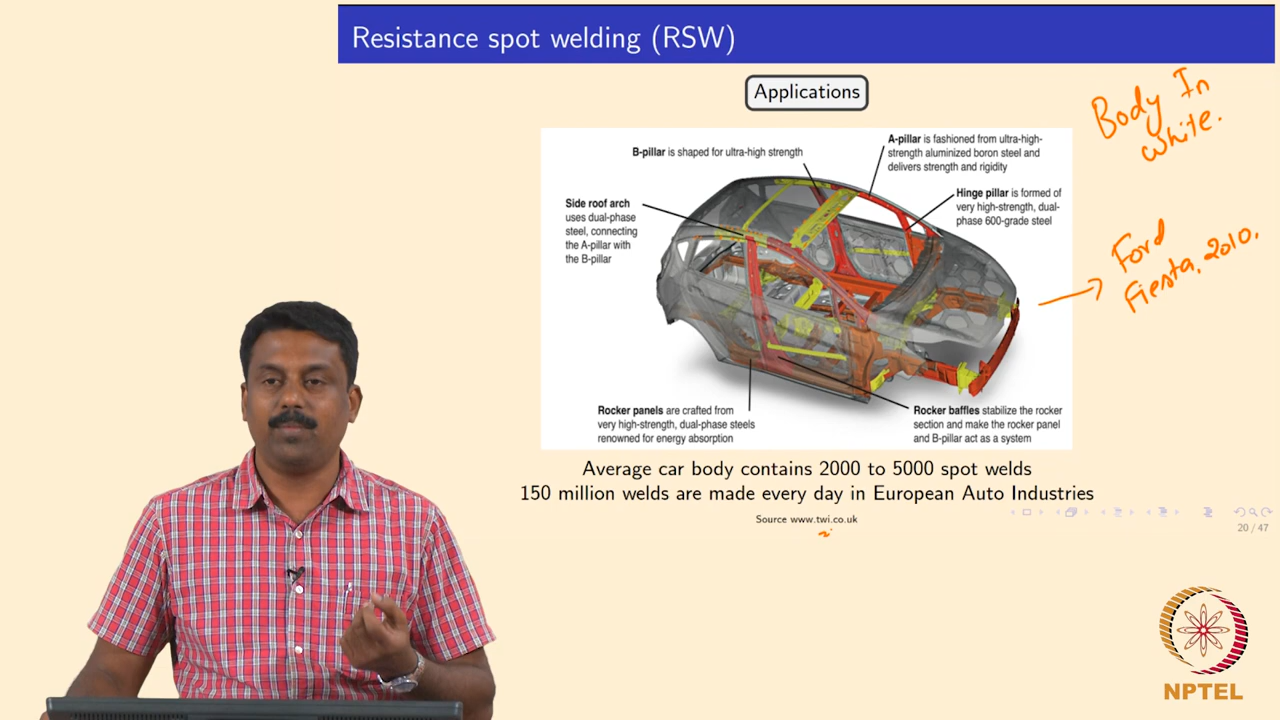 Resistance spot welding (RSW)
Applications
Body In
white.
A-pillar is fashioned from ultra-high-
strength aluminized boron steel and
delivers strength and rigidity
B-pillar is shaped for ultra-high strength
Hinge pillar is formed of
very high-strength, dual-
phase 600-grade steel
Side roof arch
uses dual-phase
steel, connecting
the A-pillar with
the B-pillar
Ford
Fiesta, 2010.
Rocker panels are crafted from
very high-strength, dual-phase steels
renowned for energy absorption
Rocker baffles stabilize the rocker
section and make the rocker panel
and B-pillar act as a system
Average car body contains 2000 to 5000 spot welds
150 million welds are made every day in European Auto Industries
Source www.twi.co.uk
20 / 47
NPTEL